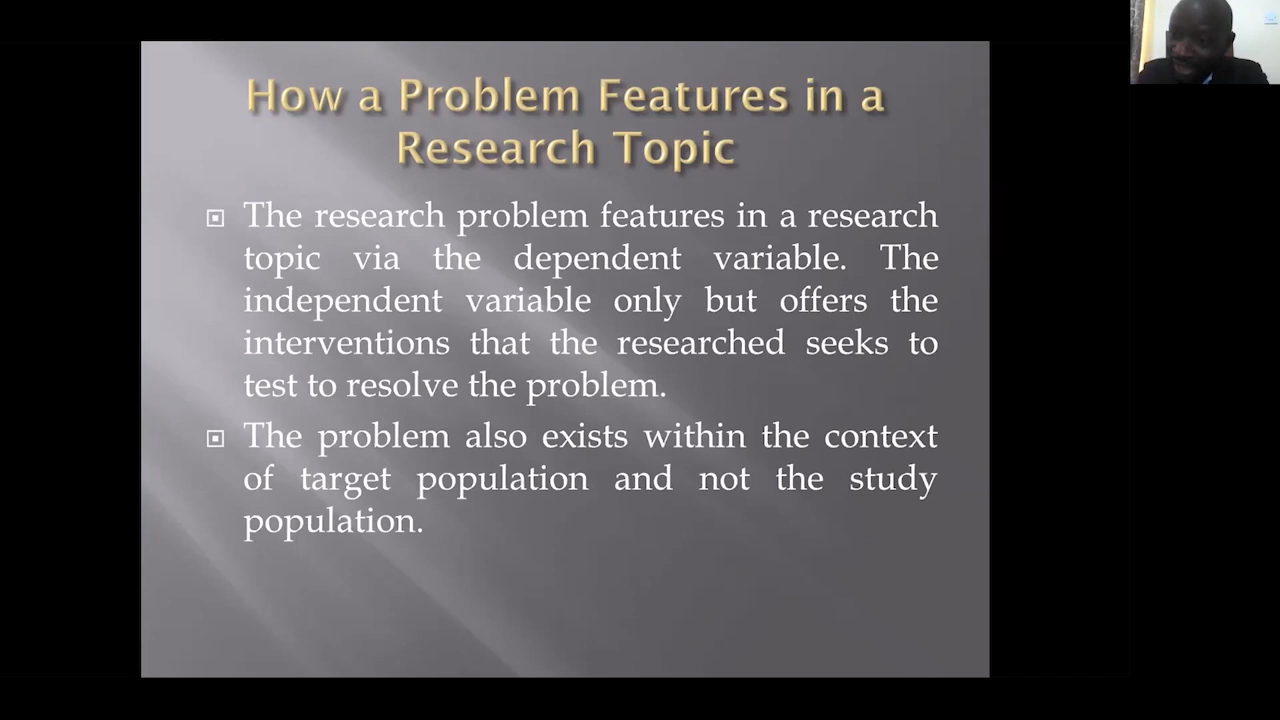 How a Problem Features in a
Research Topic
The research problem features in a research
topic via the dependent variable. The
independent variable only but offers the
interventions that the researched seeks to
test to resolve the problem.
The problem also exists within the context
of target population and not the study
population.